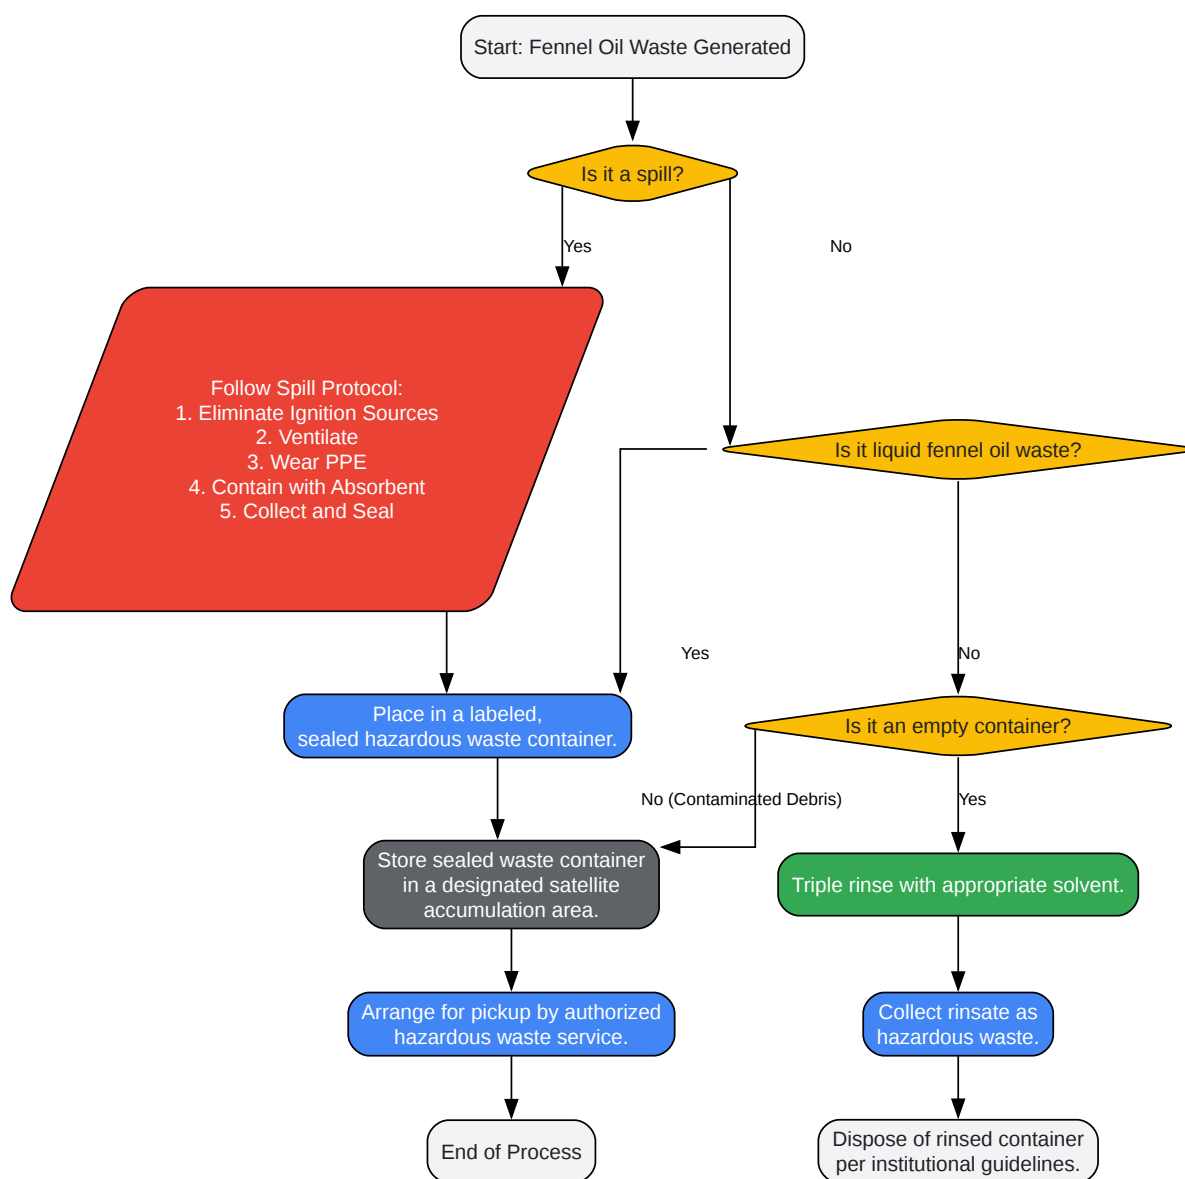 Start: Fennel Oil Waste Generated
Is it a spill?
Yes
No
Follow Spill Protocol:
1. Eliminate Ignition Sources
2. Ventilate
3. Wear PPE
4. Contain with Absorbent
5. Collect and Seal
Is it liquid fennel oil waste?
Yes
No
Place in a labeled,
sealed hazardous waste container.
Is it an empty container?
No (Contaminated Debris)
Yes
Store sealed waste container
in a designated satellite
accumulation area.
Triple rinse with appropriate solvent.
Arrange for pickup by authorized
hazardous waste service.
Collect rinsate as
hazardous waste.
End of Process
Dispose of rinsed container
per institutional guidelines.